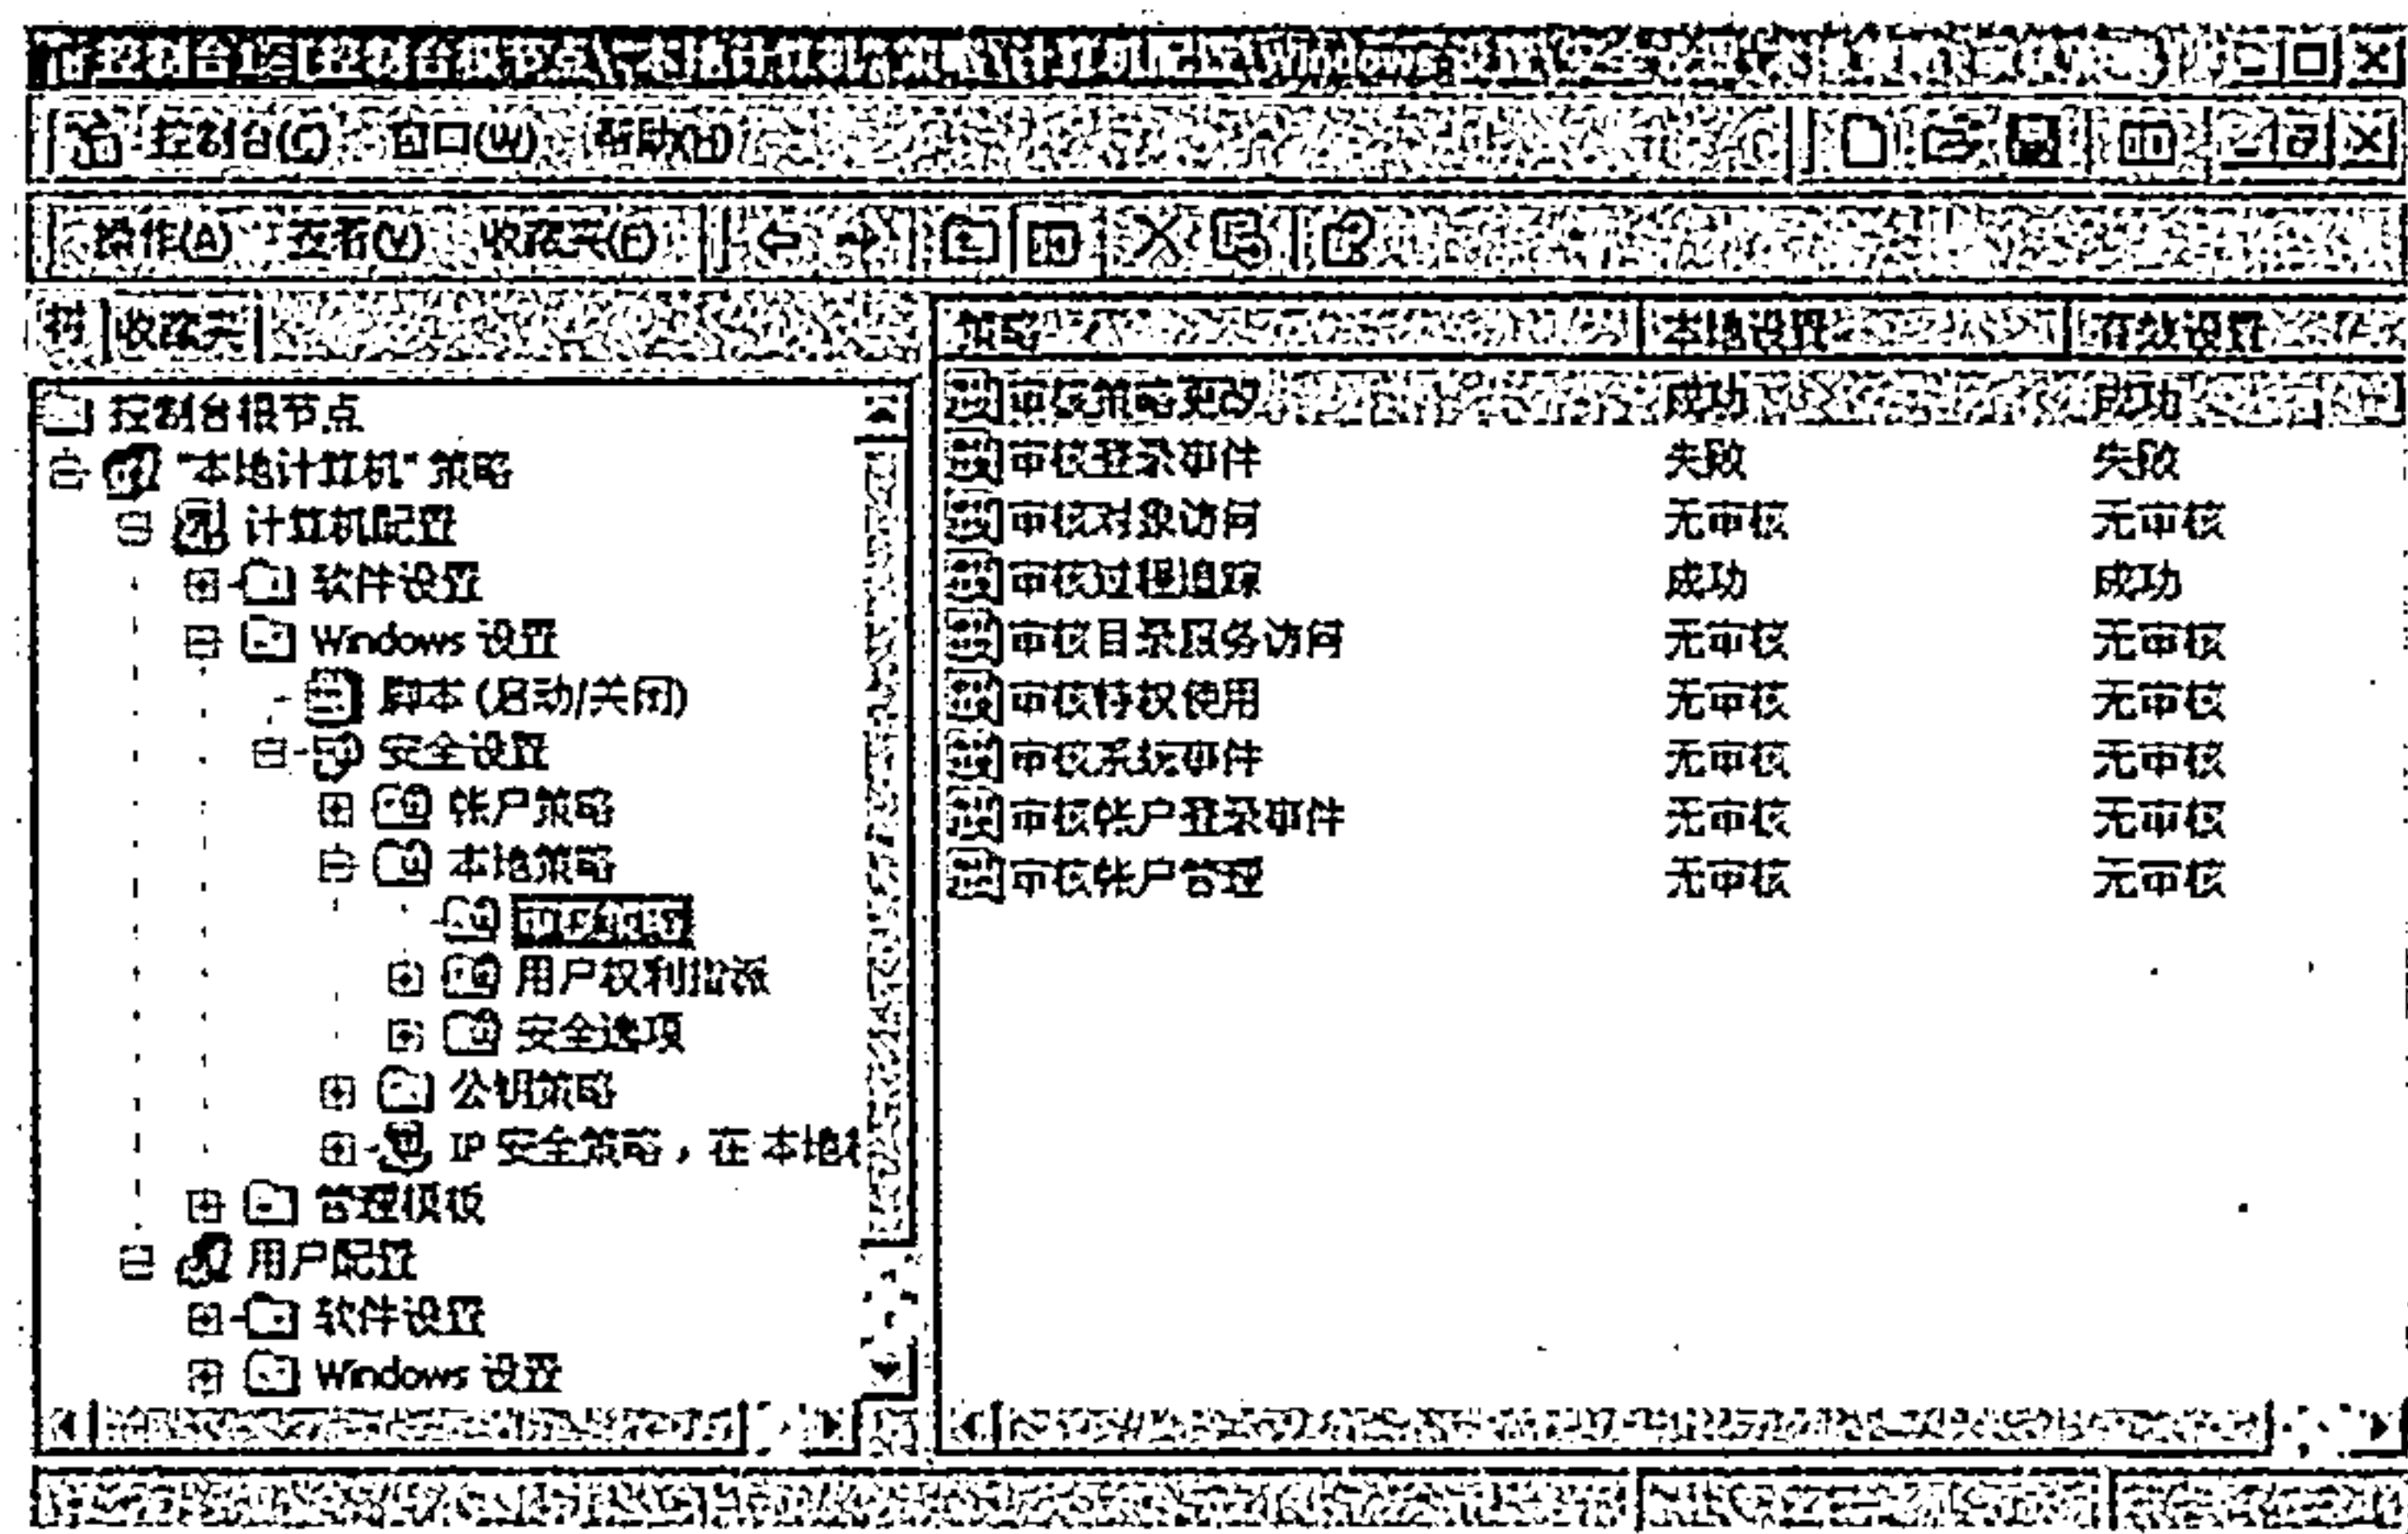 控制台(C) 窗口(W) 帮助(H)
操作(A) 查看(V) 收藏夹(F)
树 收藏夹
控制台根节点
"本地计算机" 策略
计算机配置
软件设置
Windows 设置
脚本 (启动/关闭)
安全设置
帐户策略
本地策略
审核策略
用户权利指派
安全选项
公钥策略
IP 安全策略，在 本地
管理模板
用户配置
软件设置
Windows 设置
策略 本地设置 有效设置
审核策略更改 成功 成功
审核登录事件 失败 失败
审核对象访问 无审核 无审核
审核过程追踪 成功 成功
审核目录服务访问 无审核 无审核
审核特权使用 无审核 无审核
审核系统事件 无审核 无审核
审核帐户登录事件 无审核 无审核
审核帐户管理 无审核 无审核